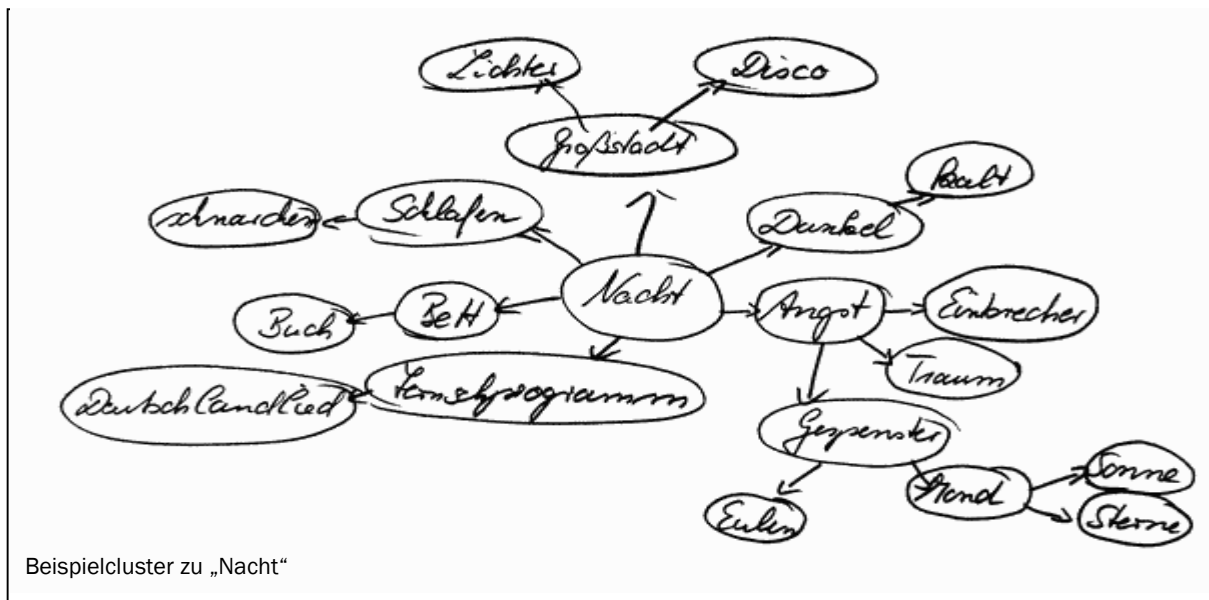 Lichter
Disco
Großstadt
kalt
schnarchen
Schlafen
Dunkel
Nacht
Buch
Bett
Angst
Einbrecher
Traum
Deutschlandlied
Fernsehprogramm
Gespenster
Sonne
Mond
Eulen
Sterne
Beispielcluster zu „Nacht“